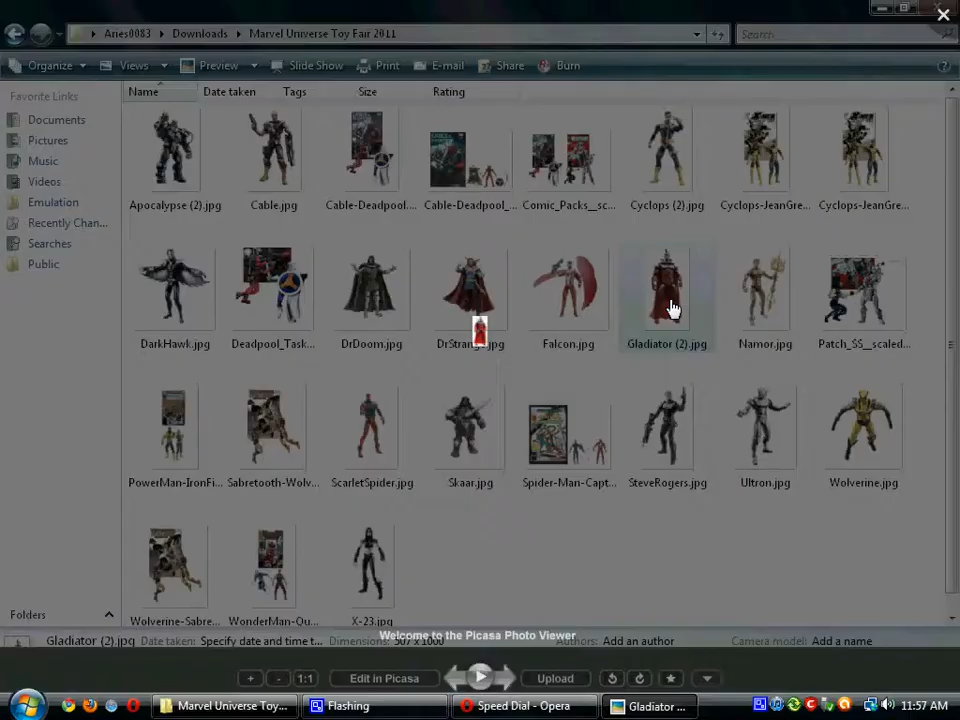 Aries0083 Downloads Marvel Universe Toy Fair 2011 Search
Organize Views Preview Slide Show Print E-mail Share Burn
Favorite Links Name Date taken Tags Size Rating
Documents
Pictures
Music
Videos
Emulation
Recently Chan...
Searches
Public
Apocalypse (2).jpg Cable.jpg Cable-Deadpool.... Cable-Deadpool_... Comic_Packs__sc... Cyclops (2).jpg Cyclops-JeanGre... Cyclops-JeanGre...
DarkHawk.jpg Deadpool_Task... DrDoom.jpg Falcon.jpg Gladiator (2).jpg Namor.jpg Patch_SS__scaled...
PowerMan-IronFi... Sabretooth-Wolv... ScarletSpider.jpg Skaar.jpg Spider-Man-Capt... SteveRogers.jpg Ultron.jpg Wolverine.jpg
Wolverine-Sabre... WonderMan-Qu... X-23.jpg
Folders
Gladiator (2).jpg Date taken: Specify date and time t... Dimensions: 507 x 1000 Authors: Add an author Camera model: Add a name
Welcome to the Picasa Photo Viewer
+ - 1:1 Edit in Picasa Upload
Marvel Universe Toy... Flashing Speed Dial - Opera Gladiator ... 11:57 AM